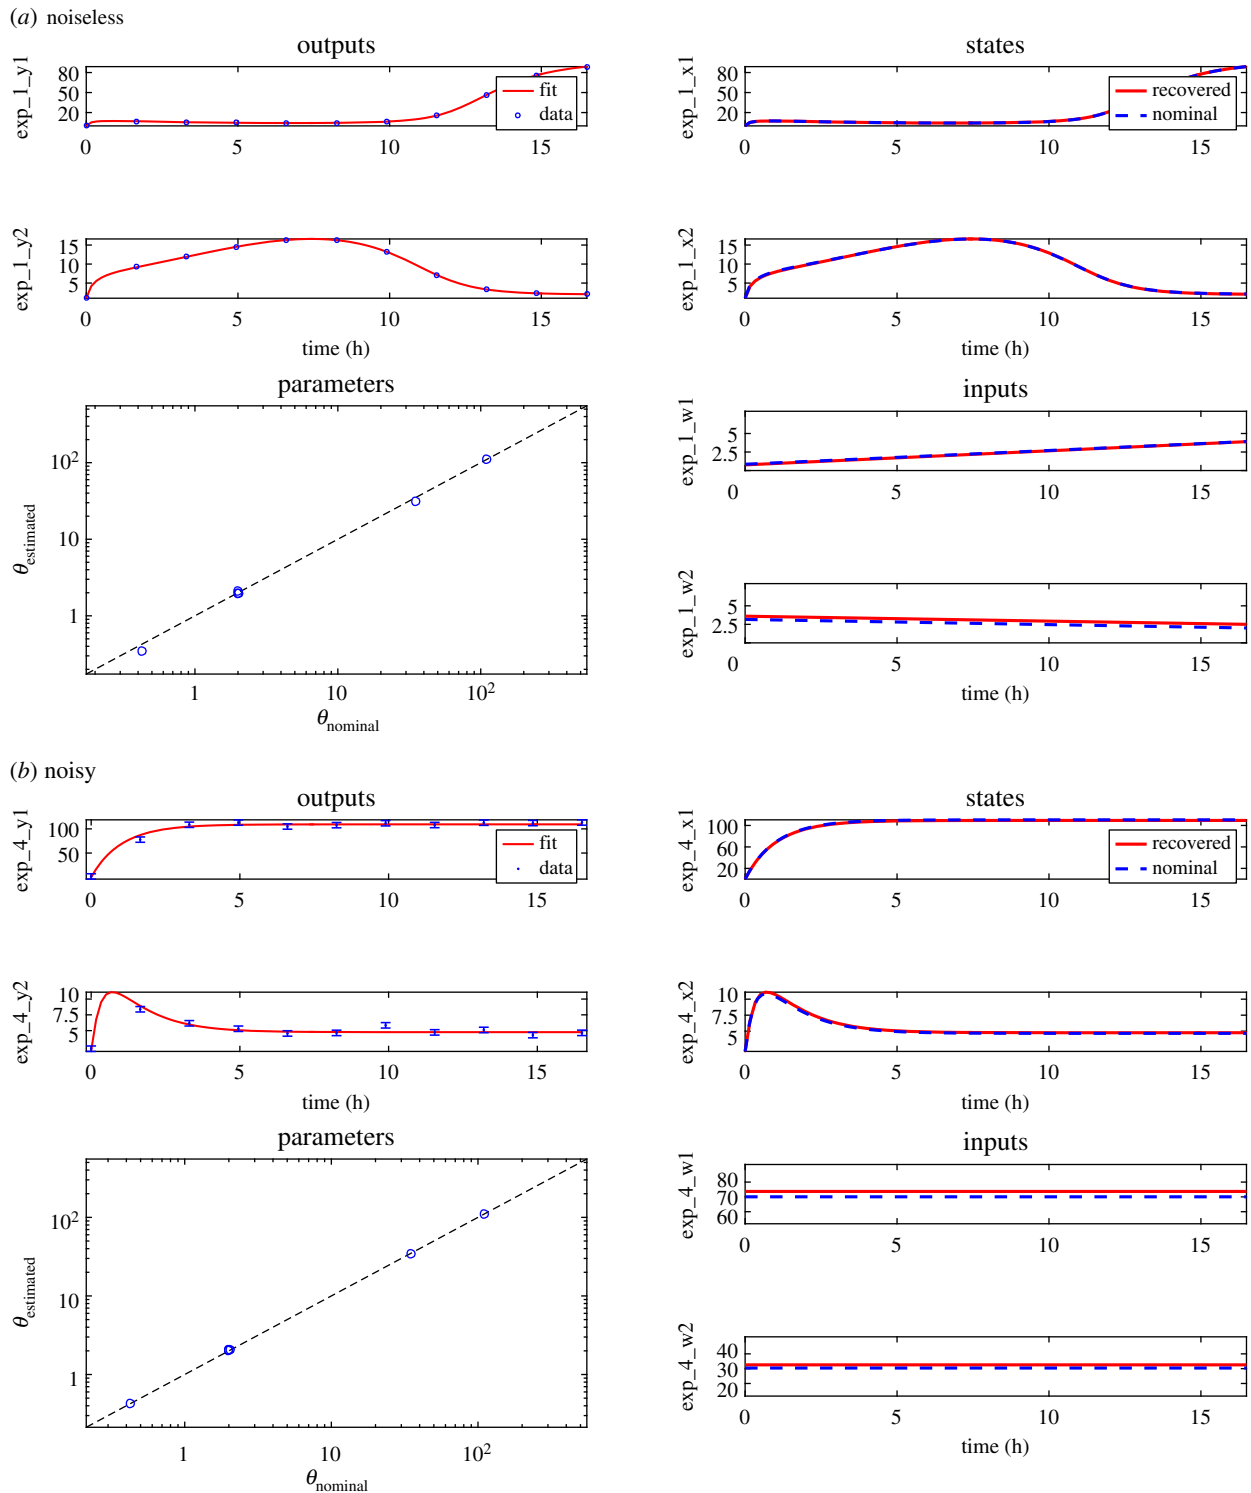 (a) noiseless
outputs
exp_1_y1
80
50
20
fit
data
0 5 10 15
states
exp_1_x1
80
50
20
recovered
nominal
0 5 10 15
exp_1_y2
15
10
5
0 5 10 15
time (h)
exp_1_x2
15
10
5
0 5 10 15
time (h)
parameters
θestimated
10²
10
1
1 10 10²
θnominal
inputs
exp_1_w1
5
2.5
0 5 10 15
exp_1_w2
5
2.5
0 5 10 15
time (h)
(b) noisy
outputs
exp_4_y1
100
50
fit
data
0 5 10 15
states
exp_4_x1
100
60
20
recovered
nominal
0 5 10 15
exp_4_y2
10
7.5
5
0 5 10 15
time (h)
exp_4_x2
10
7.5
5
0 5 10 15
time (h)
parameters
θestimated
10²
10
1
1 10 10²
θnominal
inputs
exp_4_w1
80
70
60
0 5 10 15
exp_4_w2
40
30
20
0 5 10 15
time (h)